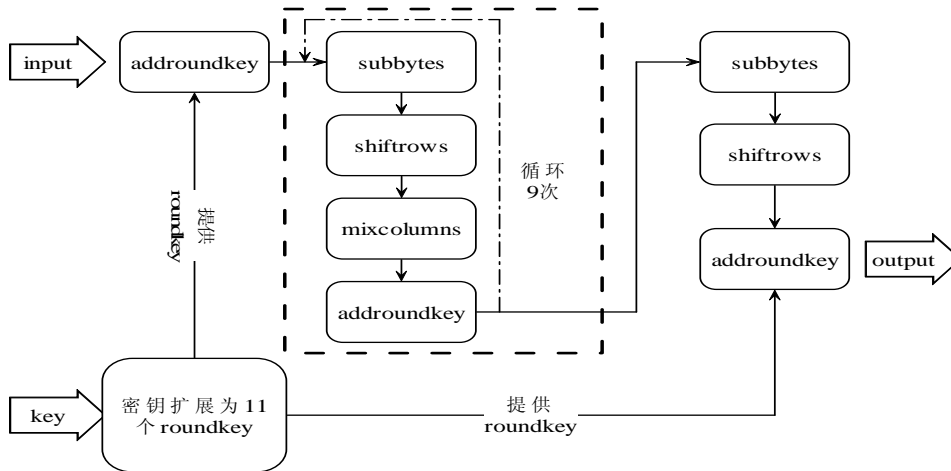 input
addroundkey
subbytes
shiftrows
mixcolumns
addroundkey
循环
9次
subbytes
shiftrows
addroundkey
output
提供
roundkey
key
密钥扩展为11
个roundkey
提供
roundkey